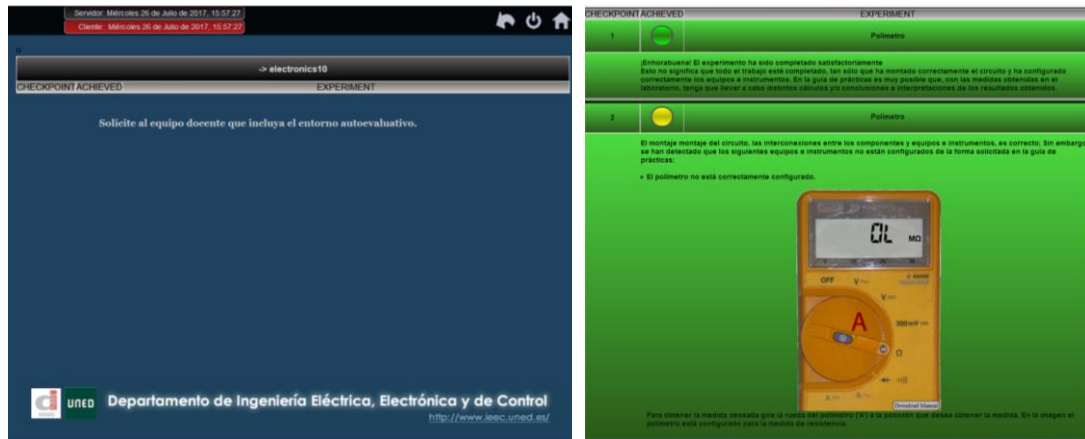 Servidor: Miércoles 26 de Julio de 2017, 15:57:27
Cliente: Miércoles 26 de Julio de 2017, 15:57:27
-> electronics10
CHECKPOINT ACHIEVED EXPERIMENT
Solicite al equipo docente que incluya el entorno autoevaluativo.
UNED
Departamento de Ingeniería Eléctrica, Electrónica y de Control
http://www.ieec.uned.es/
CHECKPOINT ACHIEVED EXPERIMENT
1 Polímetro
¡Enhorabuena! El experimento ha sido completado satisfactoriamente
Esto no significa que todo el trabajo esté completado, tan sólo que ha montado correctamente el circuito y ha configurado
correctamente los equipos e instrumentos. En la guía de prácticas es muy posible que, con las medidas obtenidas en el
laboratorio, tenga que llevar a cabo distintos cálculos y/o conclusiones e interpretaciones de los resultados obtenidos.
2 Polímetro
El montaje montaje del circuito, las interconexiones entre los componentes y equipos e instrumentos, es correcto; Sin embargo
se han detectado que los siguientes equipos e instrumentos no están configurados de la forma solicitada en la guía de
prácticas:
• El polímetro no está correctamente configurado.
OL MΩ
OFF V~
V
300 mV
A
Ω
A A~
Download Manual
Para obtener la medida deseada gire la rueda del polímetro ('A') a la posición que desea obtener la medida. En la imagen el
polímetro está configurado para la medida de resistencia.